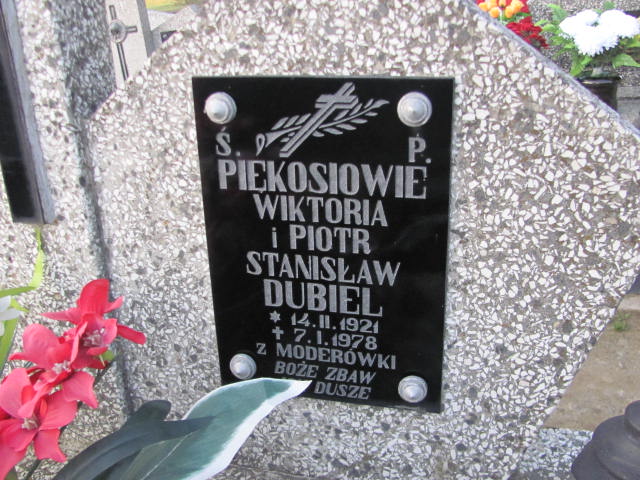 Ś. P.
PIĘKOSIOWIE
WIKTORIA
i PIOTR
STANISŁAW
DUBIEL
* 14.II.1921
† 7.I.1978
Z MODERÓWKI
BOŻE ZBAW
DUSZE